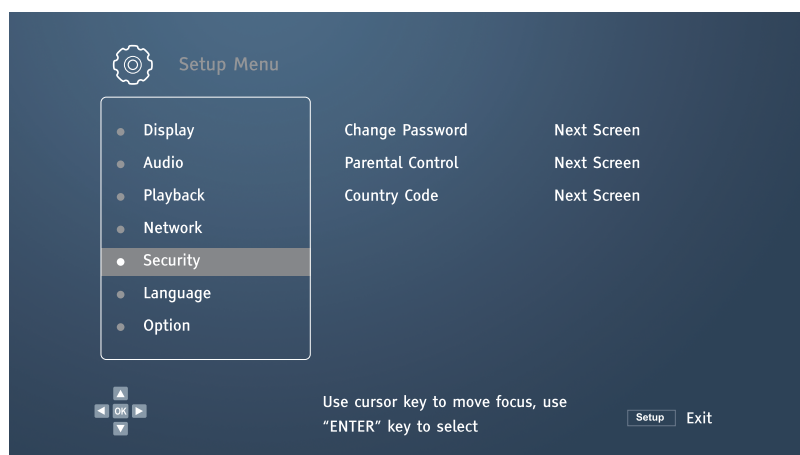 Setup Menu
Display
Audio
Playback
Network
Security
Language
Option
Change Password Next Screen
Parental Control Next Screen
Country Code Next Screen
OK
Use cursor key to move focus, use
“ENTER” key to select
Setup Exit